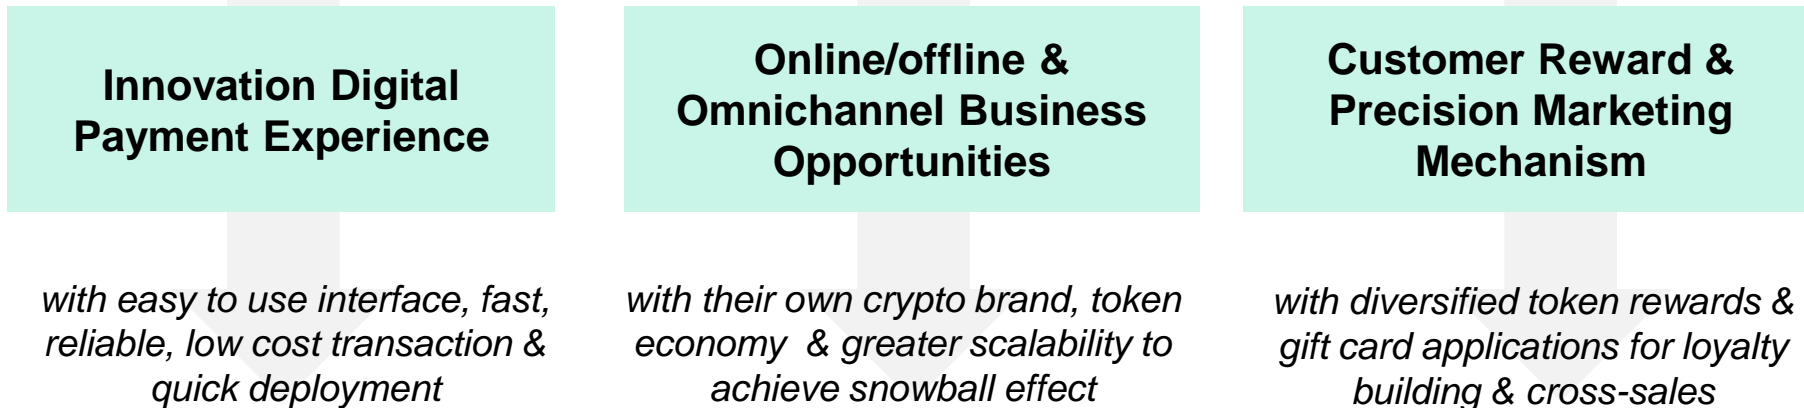 Innovation Digital
Payment Experience
with easy to use interface, fast,
reliable, low cost transaction &
quick deployment
Online/offline &
Omnichannel Business
Opportunities
with their own crypto brand, token
economy  & greater scalability to
achieve snowball effect
Customer Reward &
Precision Marketing
Mechanism
with diversified token rewards &
gift card applications for loyalty
building & cross-sales